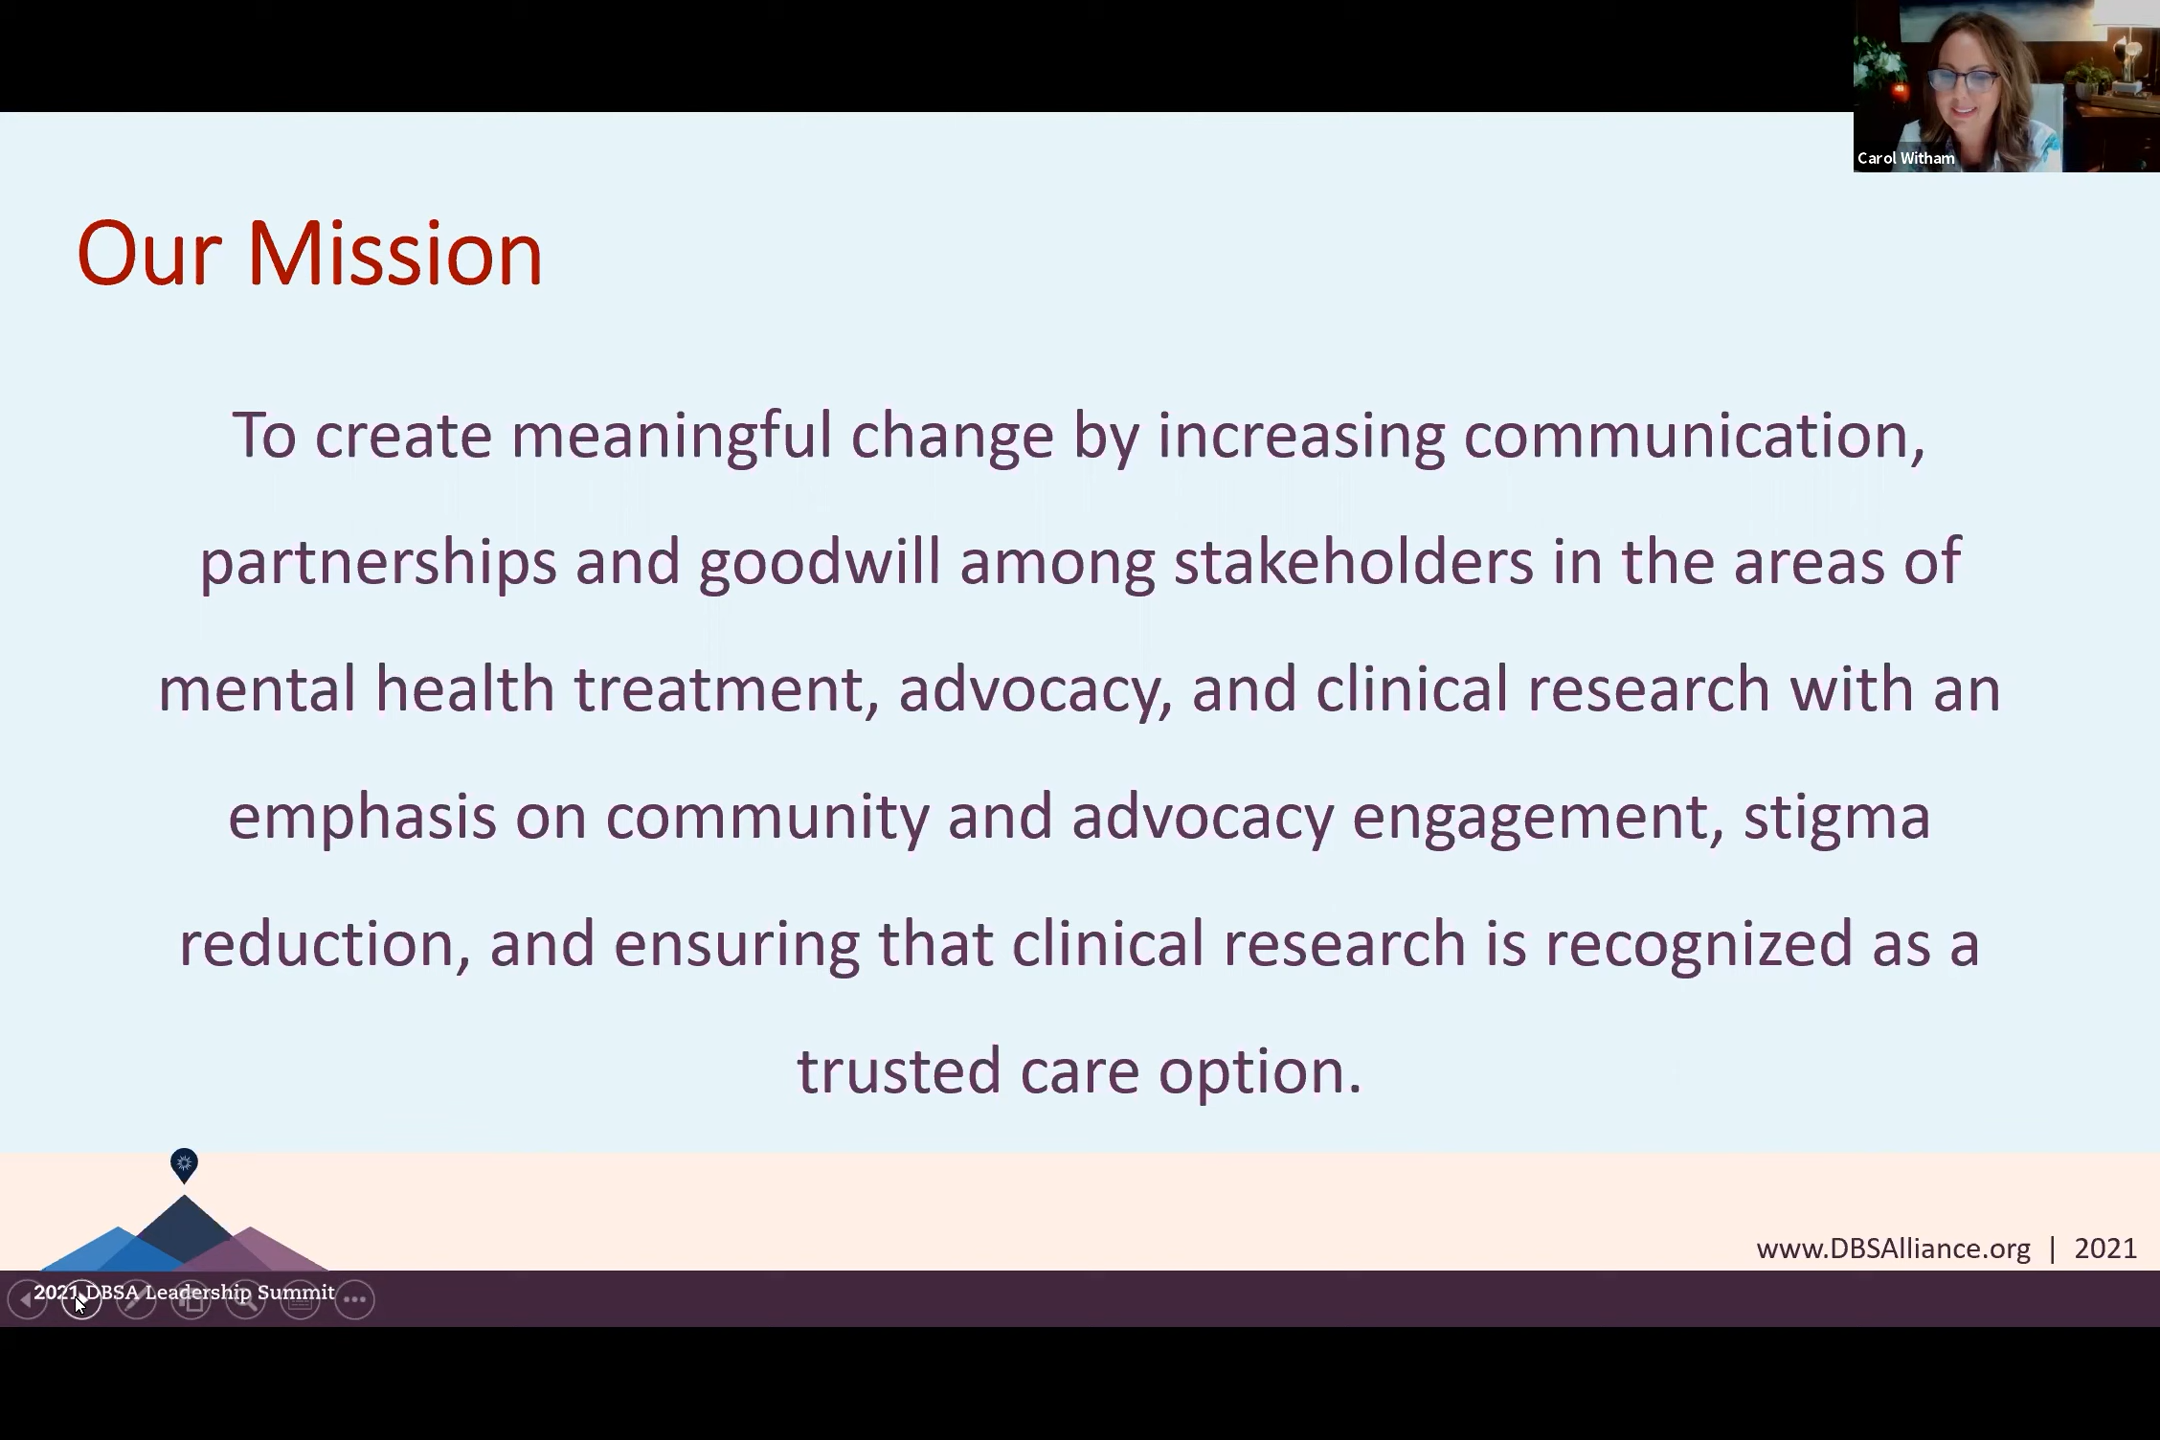 Carol Witham
Our Mission
To create meaningful change by increasing communication,
partnerships and goodwill among stakeholders in the areas of
mental health treatment, advocacy, and clinical research with an
emphasis on community and advocacy engagement, stigma
reduction, and ensuring that clinical research is recognized as a
trusted care option.
www.DBSAlliance.org | 2021
2021 DBSA Leadership Summit